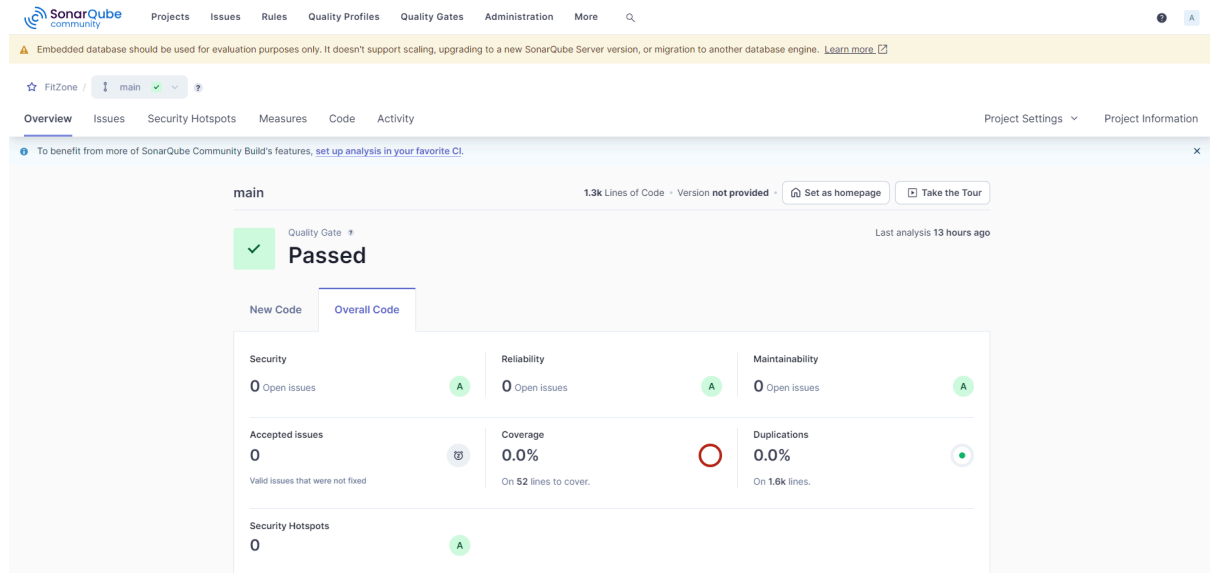 SonarQube community Projects Issues Rules Quality Profiles Quality Gates Administration More ? A
Embedded database should be used for evaluation purposes only. It doesn't support scaling, upgrading to a new SonarQube Server version, or migration to another database engine. Learn more
FitZone / main ?
Overview Issues Security Hotspots Measures Code Activity Project Settings Project Information
To benefit from more of SonarQube Community Build's features, set up analysis in your favorite CI.
main 1.3k Lines of Code • Version not provided • Set as homepage Take the Tour
Quality Gate ? Last analysis 13 hours ago
Passed
New Code Overall Code
Security Reliability Maintainability
0 Open issues A 0 Open issues A 0 Open issues A
Accepted issues Coverage Duplications
0 0.0% 0.0%
Valid issues that were not fixed On 52 lines to cover. On 1.6k lines.
Security Hotspots
0 A